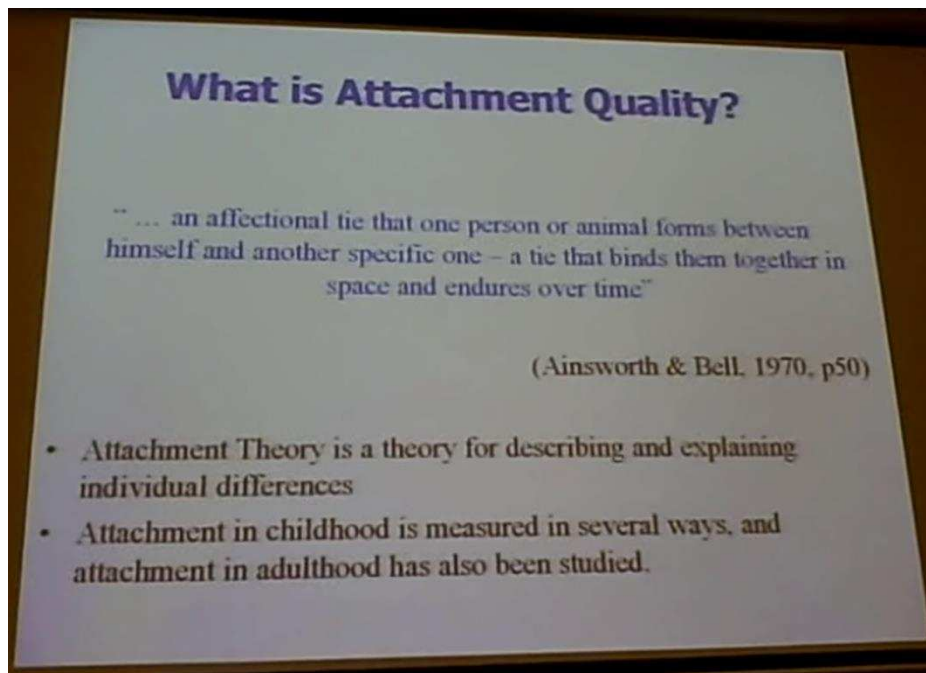 What is Attachment Quality?
“ … an affectional tie that one person or animal forms between
himself and another specific one – a tie that binds them together in
space and endures over time”
(Ainsworth & Bell, 1970, p50)
• Attachment Theory is a theory for describing and explaining
individual differences
• Attachment in childhood is measured in several ways, and
attachment in adulthood has also been studied.